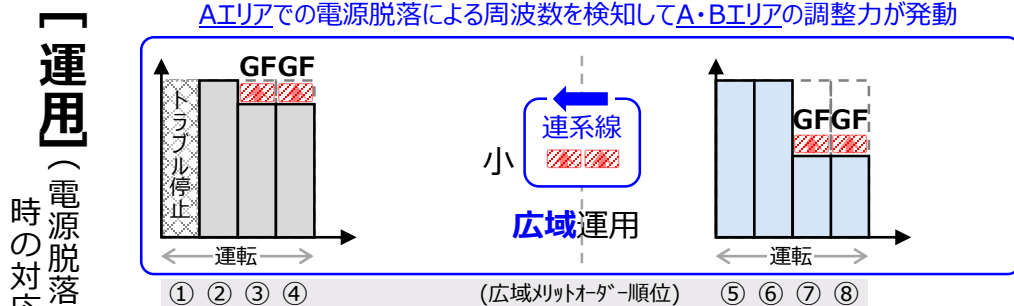 Aエリアでの電源脱落による周波数を検知してA・Bエリアの調整力が発動
【運用】(電源脱落
時の対応
GF GF
トラブル停止
運転
① ② ③ ④
連系線
小
広域運用
(広域メリットオーダー順位)
GF GF
運転
⑤ ⑥ ⑦ ⑧